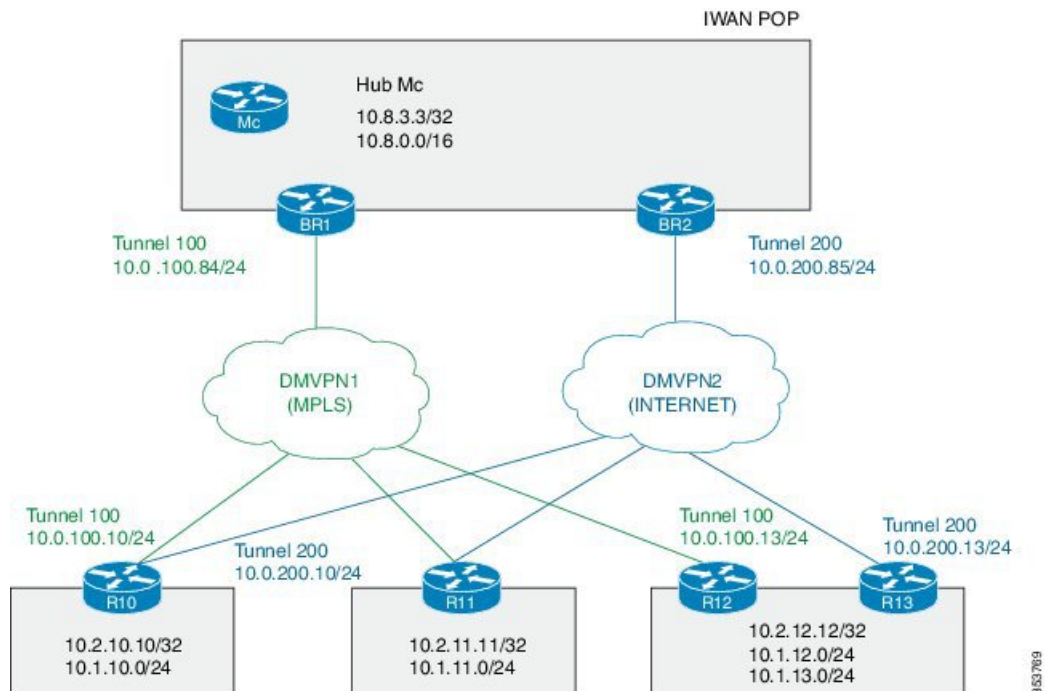 IWAN POP
Hub Mc
10.8.3.3/32
10.8.0.0/16
Mc
BR1
BR2
Tunnel 100
10.0 .100.84/24
Tunnel 200
10.0.200.85/24
DMVPN1
(MPLS)
DMVPN2
(INTERNET)
Tunnel 100
10.0.100.10/24
Tunnel 200
10.0.200.10/24
Tunnel 100
10.0.100.13/24
Tunnel 200
10.0.200.13/24
R10
R11
R12
R13
10.2.10.10/32
10.1.10.0/24
10.2.11.11/32
10.1.11.0/24
10.2.12.12/32
10.1.12.0/24
10.1.13.0/24
353769